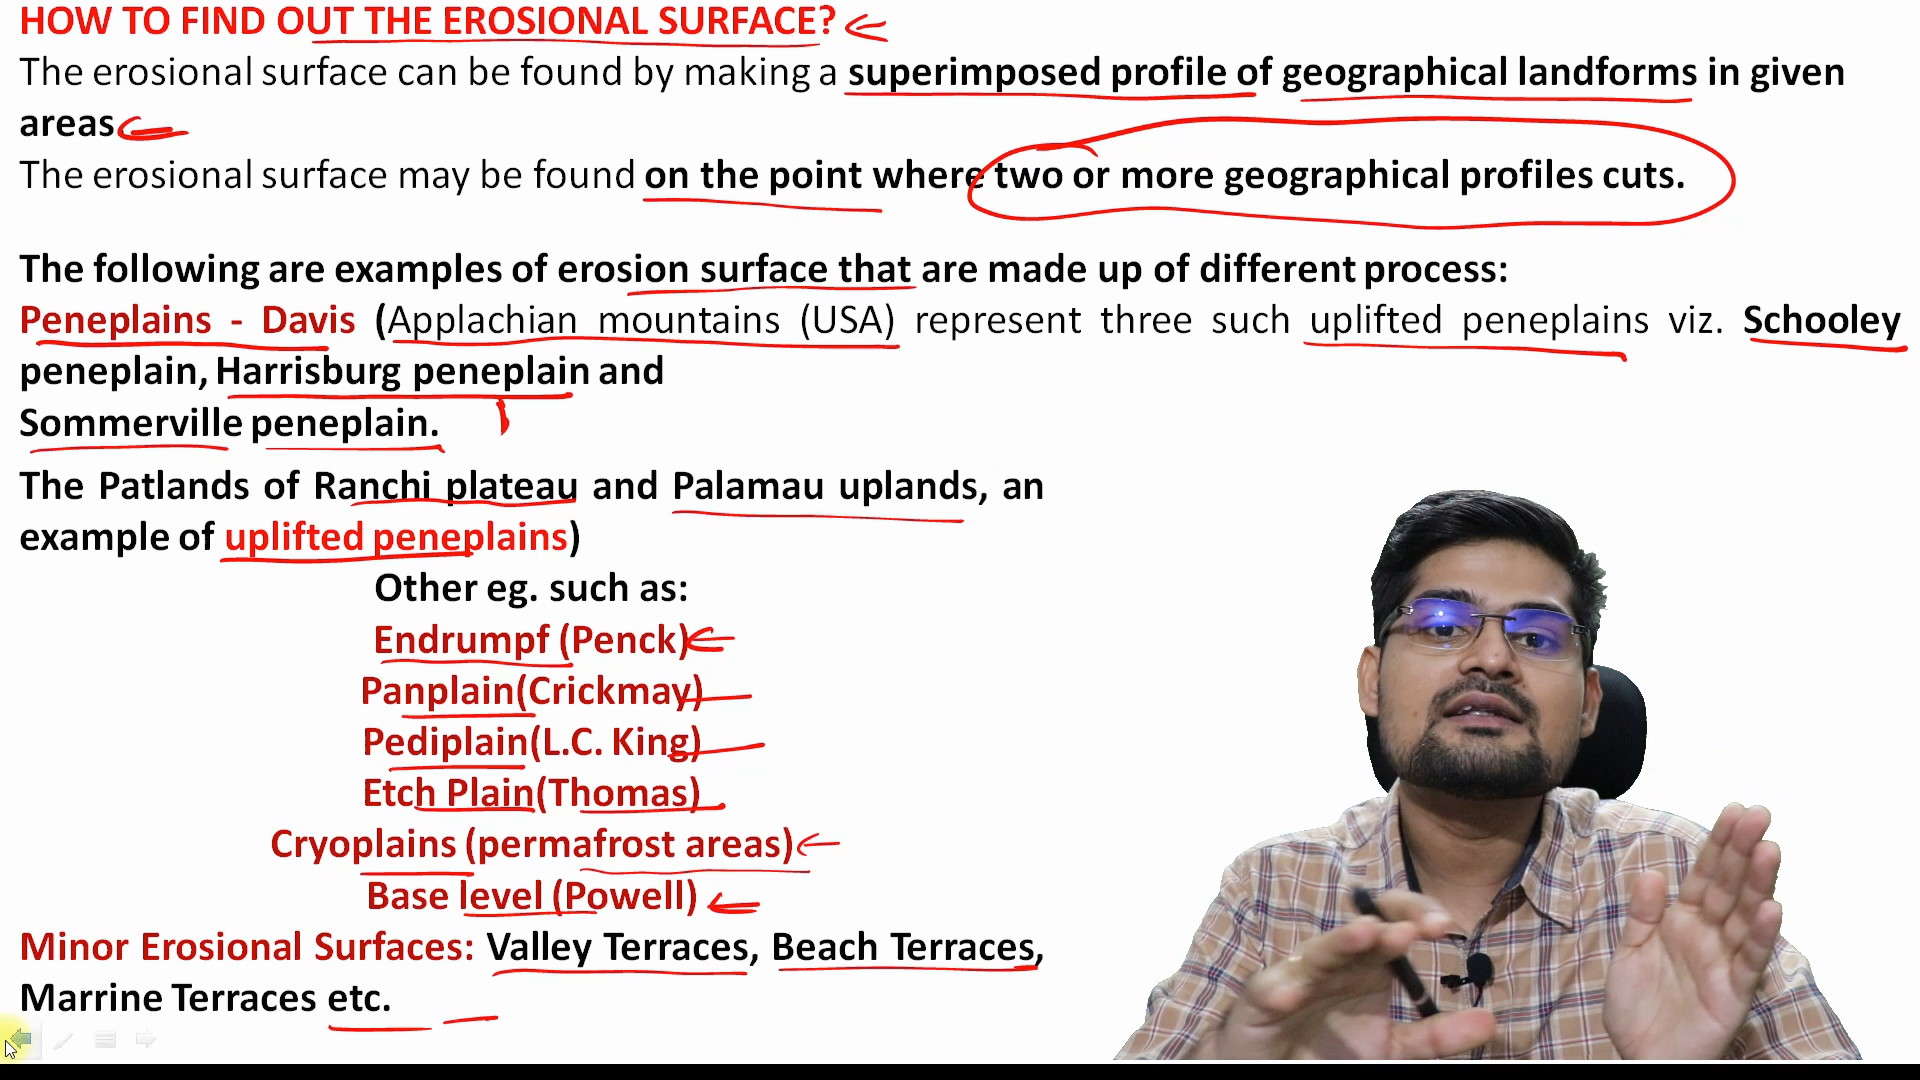 HOW TO FIND OUT THE EROSIONAL SURFACE?
The erosional surface can be found by making a superimposed profile of geographical landforms in given
areas
The erosional surface may be found on the point where two or more geographical profiles cuts.
The following are examples of erosion surface that are made up of different process:
Peneplains - Davis (Applachian mountains (USA) represent three such uplifted peneplains viz. Schooley
peneplain, Harrisburg peneplain and
Sommerville peneplain.
The Patlands of Ranchi plateau and Palamau uplands, an
example of uplifted peneplains)
Other eg. such as:
Endrumpf (Penck)
Panplain(Crickmay)
Pediplain(L.C. King)
Etch Plain(Thomas)
Cryoplains (permafrost areas)
Base level (Powell)
Minor Erosional Surfaces: Valley Terraces, Beach Terraces,
Marrine Terraces etc.